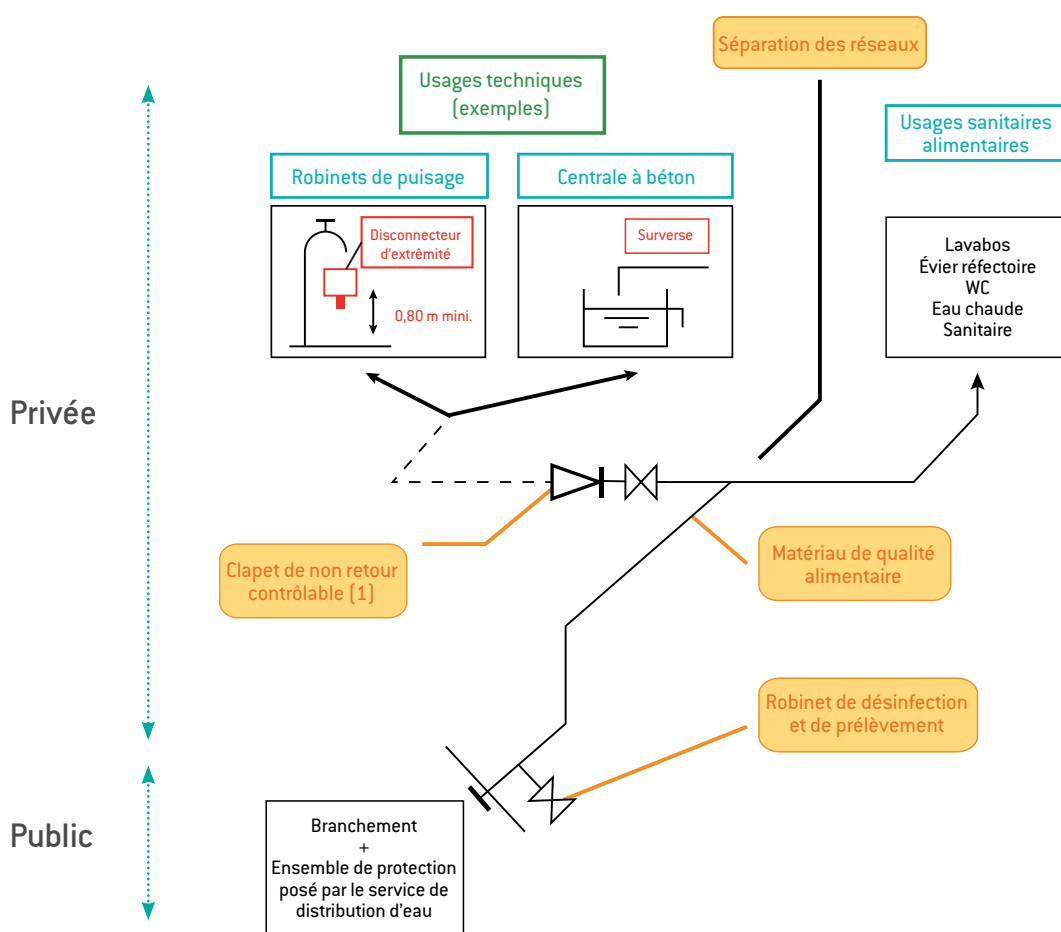 Séparation des réseaux
Usages techniques
(exemples)
Usages sanitaires
alimentaires
Robinets de puisage
Centrale à béton
Disconnecteur
d'extrêmité
0,80 m mini.
Surverse
Lavabos
Évier réfectoire
WC
Eau chaude
Sanitaire
Privée
Clapet de non retour
contrôlable (1)
Matériau de qualité
alimentaire
Robinet de désinfection
et de prélèvement
Public
Branchement
+
Ensemble de protection
posé par le service de
distribution d'eau